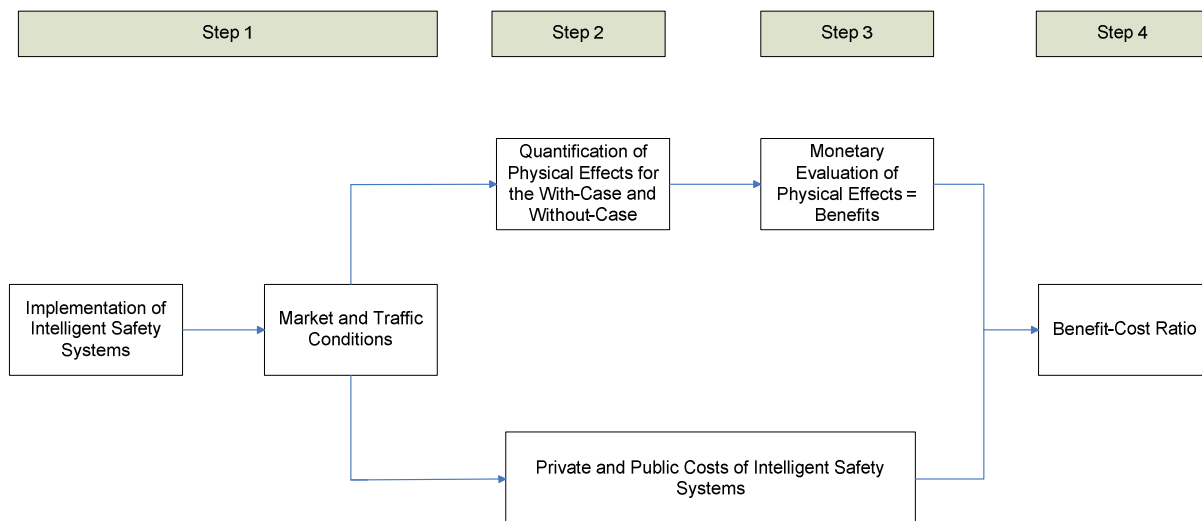 Step 1
Step 2
Step 3
Step 4
Quantification of
Physical Effects for
the With-Case and
Without-Case
Monetary
Evaluation of
Physical Effects =
Benefits
Implementation of
Intelligent Safety
Systems
Market and Traffic
Conditions
Benefit-Cost Ratio
Private and Public Costs of Intelligent Safety
Systems